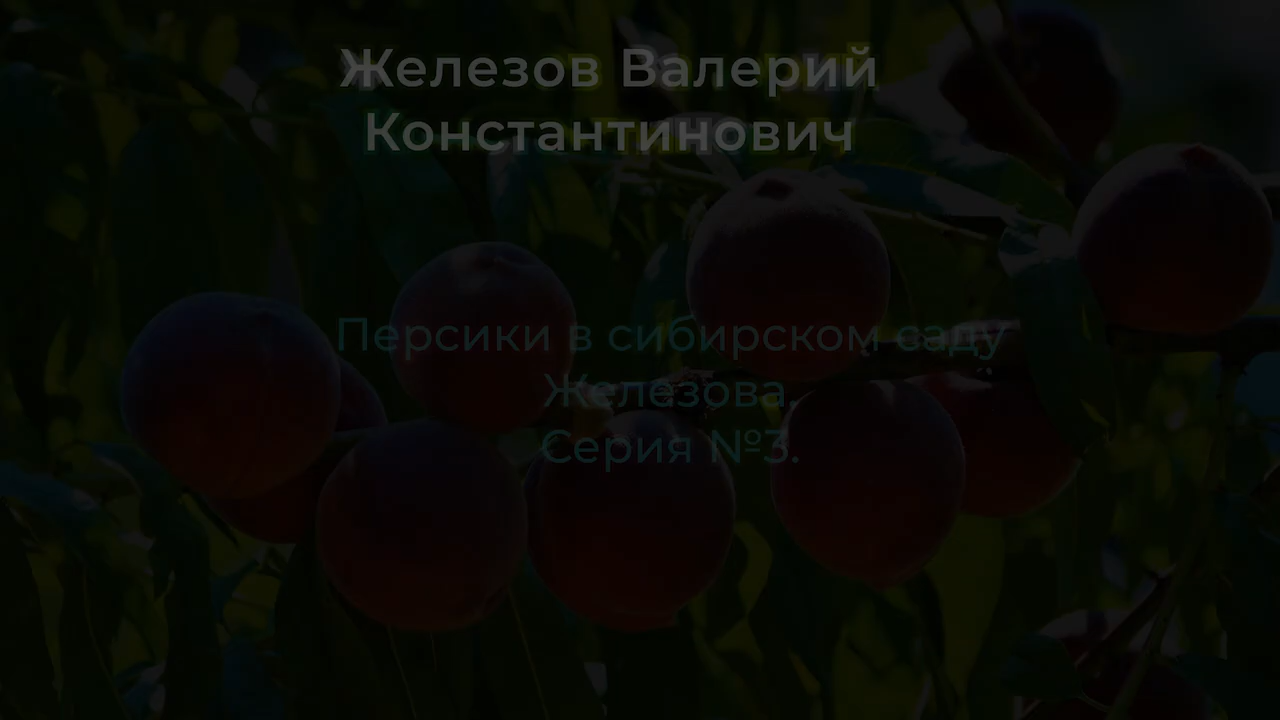 Железов Валерий
Константинович
Персики в сибирском саду
Железова.
Серия №3.